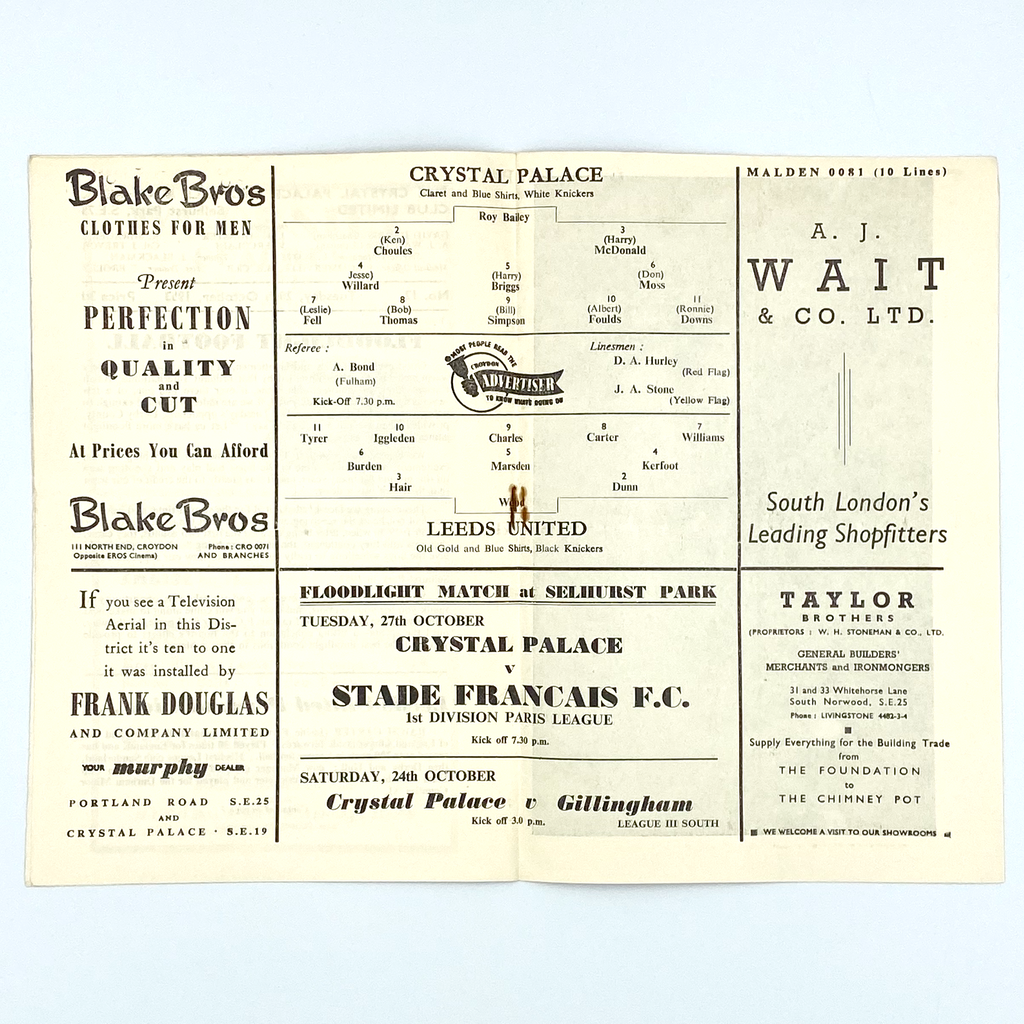 Blake Bros
CLOTHES FOR MEN
Present
PERFECTION
in
QUALITY
and
CUT
At Prices You Can Afford
Blake Bros
111 NORTH END, CROYDON Phone: CRO 0071
Opposite EROS Cinema) AND BRANCHES
If you see a Television
Aerial in this Dis-
trict it's ten to one
it was installed by
FRANK DOUGLAS
AND COMPANY LIMITED
YOUR murphy DEALER
PORTLAND ROAD S.E.25
AND
CRYSTAL PALACE · S.E.19
CRYSTAL PALACE
Claret and Blue Shirts, White Knickers
Roy Bailey
2 3
(Ken) (Harry)
Choules McDonald
4 5 6
Jesse) (Harry) (Don)
Willard Briggs Moss
7 8 9 10 11
(Leslie) (Bob) (Bill) (Albert) (Ronnie)
Fell Thomas Simpson Foulds Downs
Referee :
A. Bond
(Fulham)
Kick-Off 7.30 p.m.
MOST PEOPLE READ THE
CROYDON
ADVERTISER
TO KNOW WHAT'S GOING ON
Linesmen :
D. A. Hurley
(Red Flag)
J. A. Stone
(Yellow Flag)
11 10 9 8 7
Tyrer Iggleden Charles Carter Williams
6 5 4
Burden Marsden Kerfoot
3 2
Hair Dunn
LEEDS UNITED
Old Gold and Blue Shirts, Black Knickers
FLOODLIGHT MATCH at SELHURST PARK
TUESDAY, 27th OCTOBER
CRYSTAL PALACE
v
STADE FRANCAIS F.C.
1st DIVISION PARIS LEAGUE
Kick off 7.30 p.m.
SATURDAY, 24th OCTOBER
Crystal Palace v Gillingham
Kick off 3.0 p.m. LEAGUE III SOUTH
MALDEN 0081 (10 Lines)
A. J.
WAIT
& CO. LTD.
South London's
Leading Shopfitters
TAYLOR
BROTHERS
(PROPRIETORS : W. H. STONEMAN & CO., LTD.
GENERAL BUILDERS'
MERCHANTS and IRONMONGERS
31 and 33 Whitehorse Lane
South Norwood, S.E.25
Phone : LIVINGSTONE 4482-3-4
Supply Everything for the Building Trade
from
THE FOUNDATION
to
THE CHIMNEY POT
WE WELCOME A VISIT TO OUR SHOWROOMS